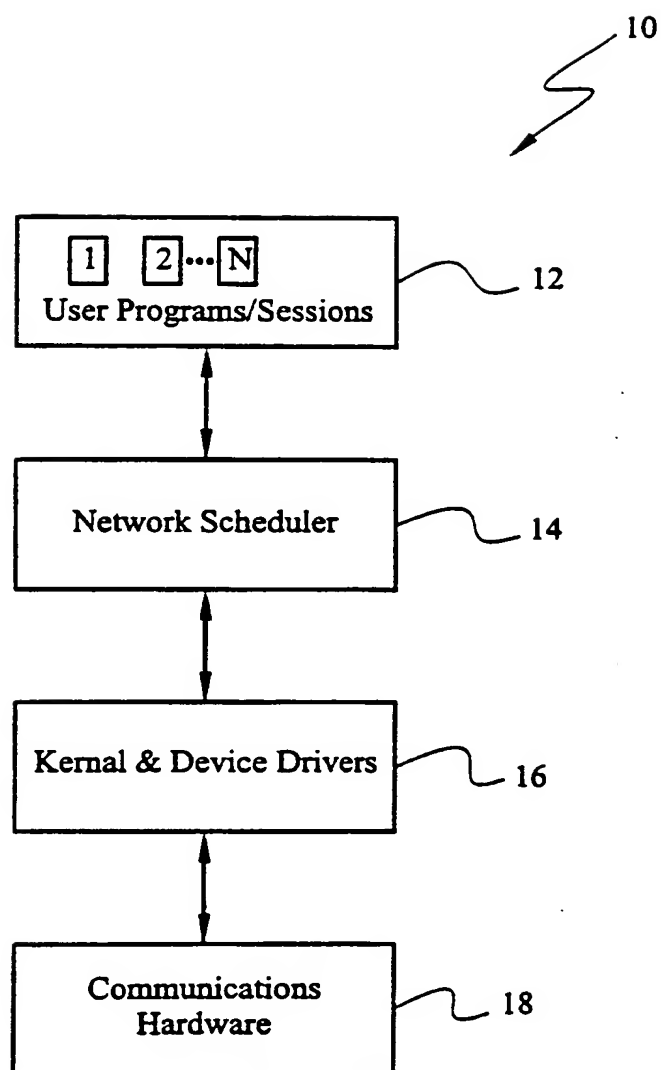 10
1 2 ... N
User Programs/Sessions
12
Network Scheduler
14
Kernal & Device Drivers
16
Communications
Hardware
18